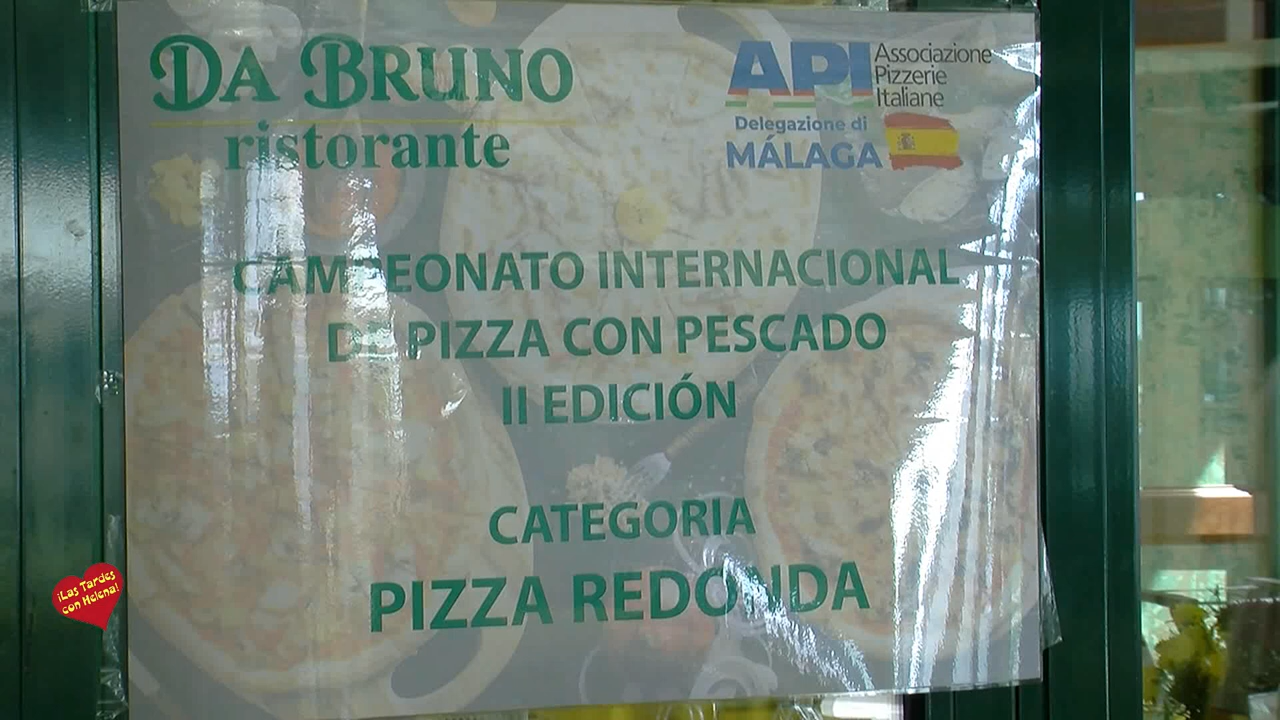 DA BRUNO
ristorante
API Associazione
Pizzerie
Italiane
Delegazione di
MÁLAGA
CAMPEONATO INTERNACIONAL
DE PIZZA CON PESCADO
II EDICIÓN
CATEGORIA
PIZZA REDONDA
¡Las Tardes
con Helena!